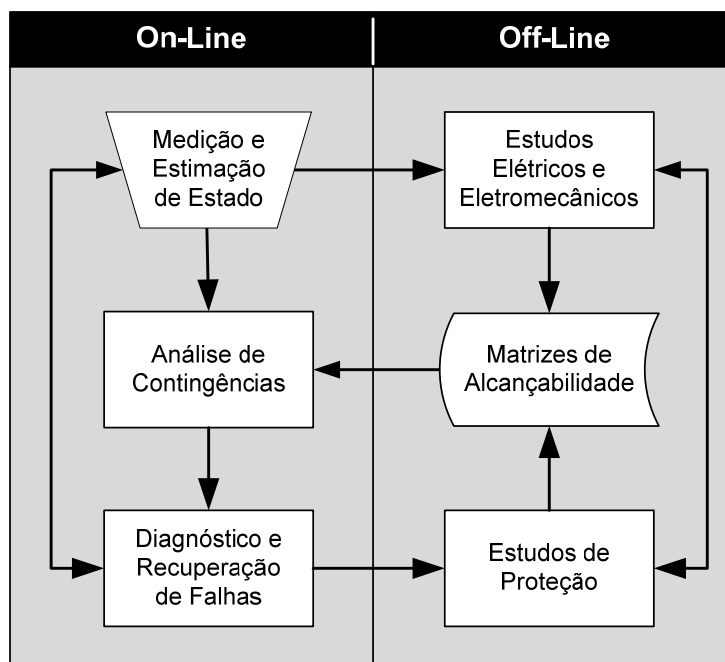 On-Line
Off-Line
Medição e
Estimação
de Estado
Estudos
Elétricos e
Eletromecânicos
Análise de
Contingências
Matrizes de
Alcançabilidade
Diagnóstico e
Recuperação
de Falhas
Estudos de
Proteção